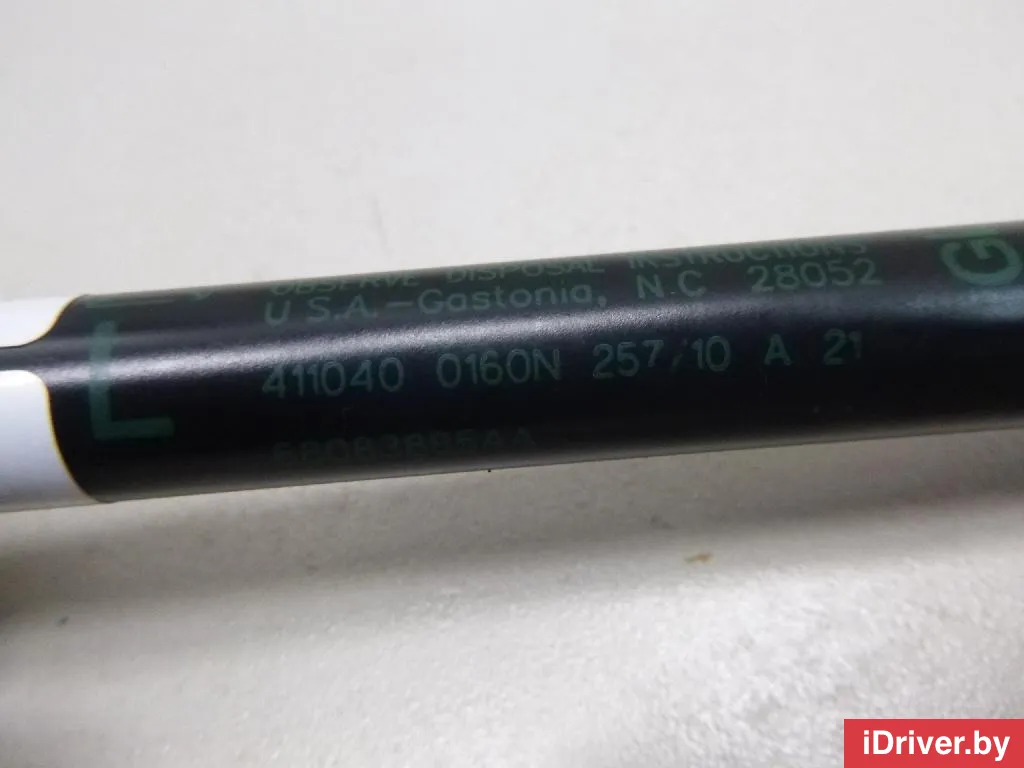 OBSERVE DISPOSAL INSTRUCTIONS
U S.A.-Gastonia, N.C 28052
411040 0160N 257/10 A 21
L
iDriver.by